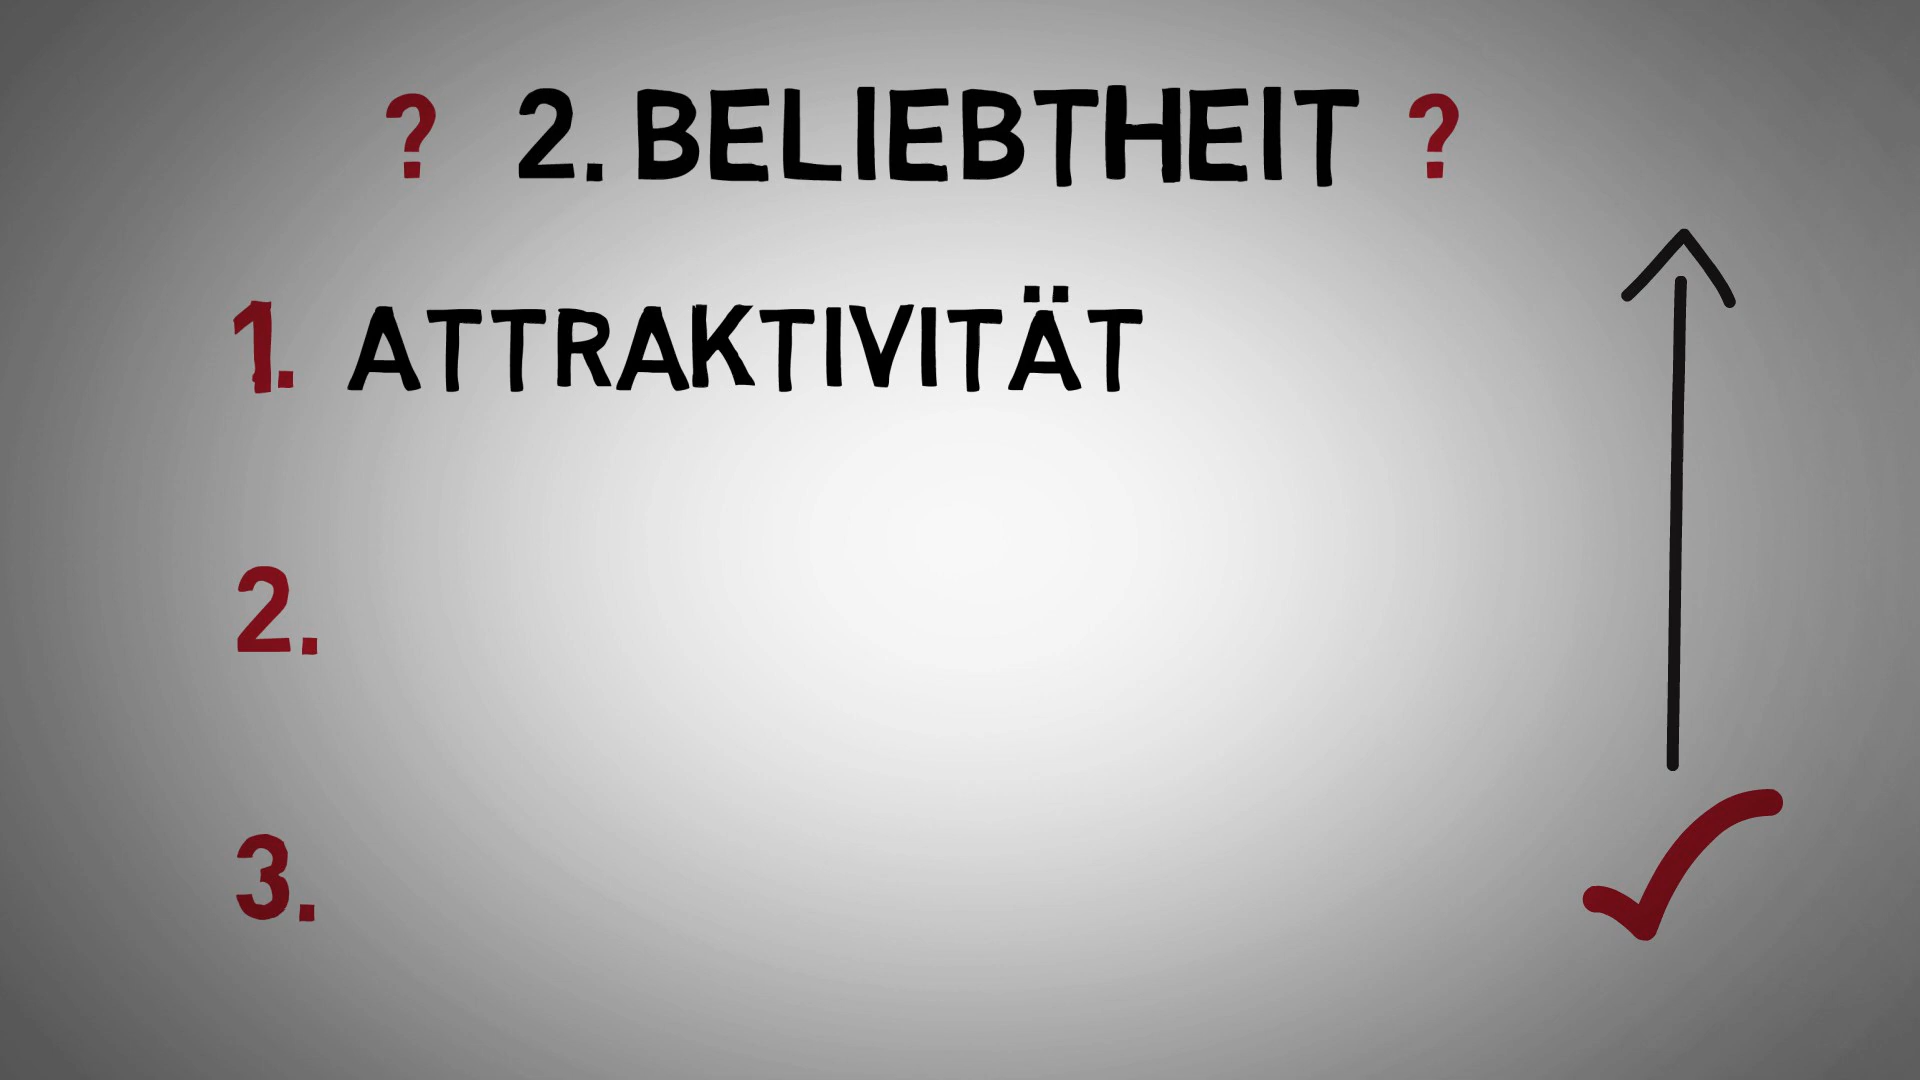 ? 2. BELIEBTHEIT ?
1. ATTRAKTIVITÄT
2.
3.